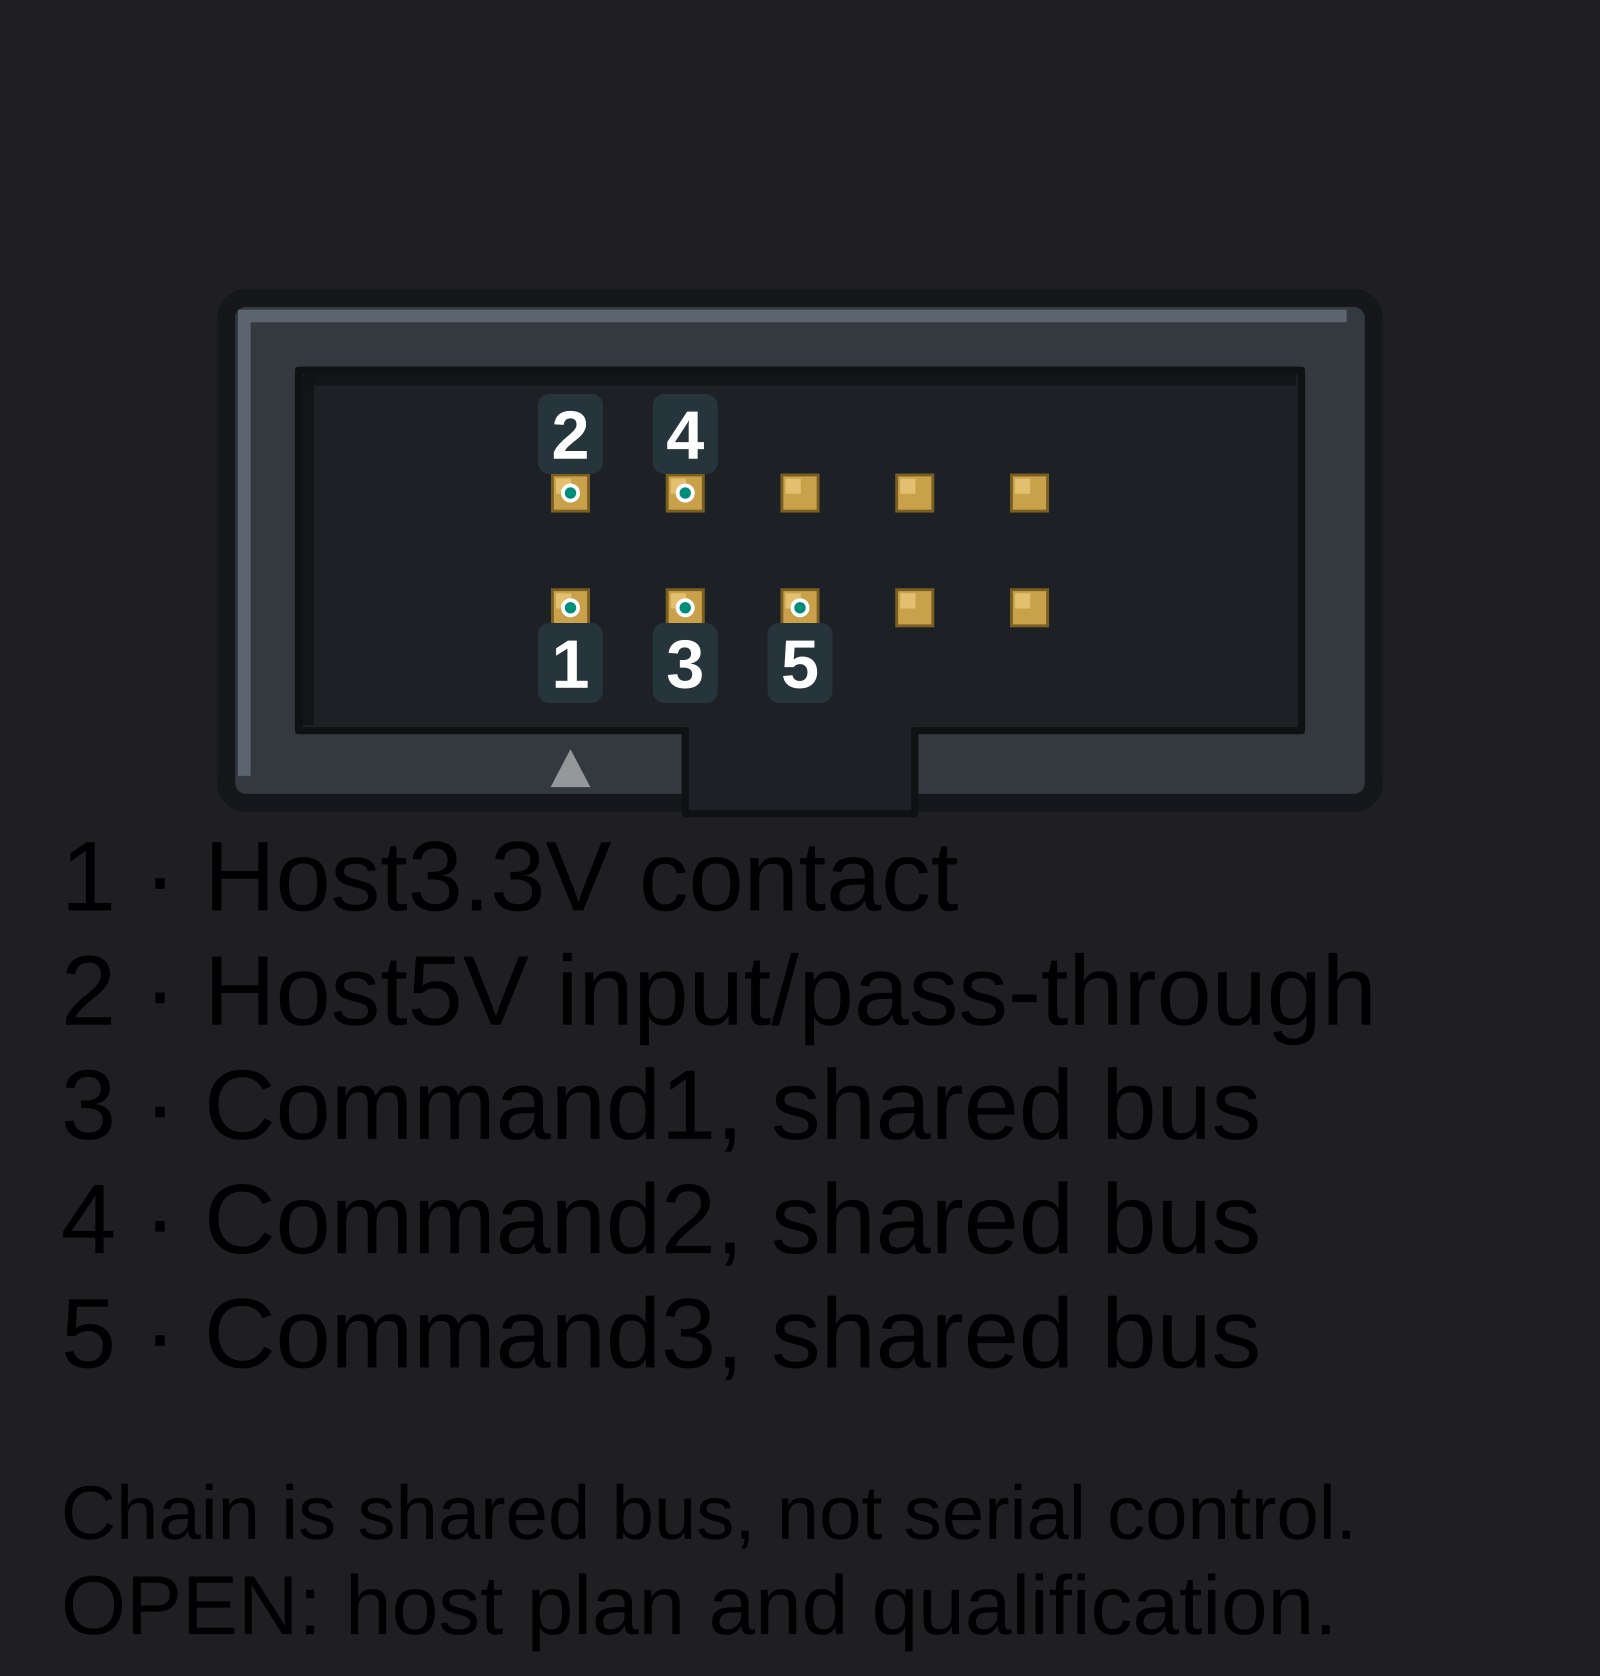 2 4
1 3 5
1 · Host3.3V contact
2 · Host5V input/pass-through
3 · Command1, shared bus
4 · Command2, shared bus
5 · Command3, shared bus
Chain is shared bus, not serial control.
OPEN: host plan and qualification.